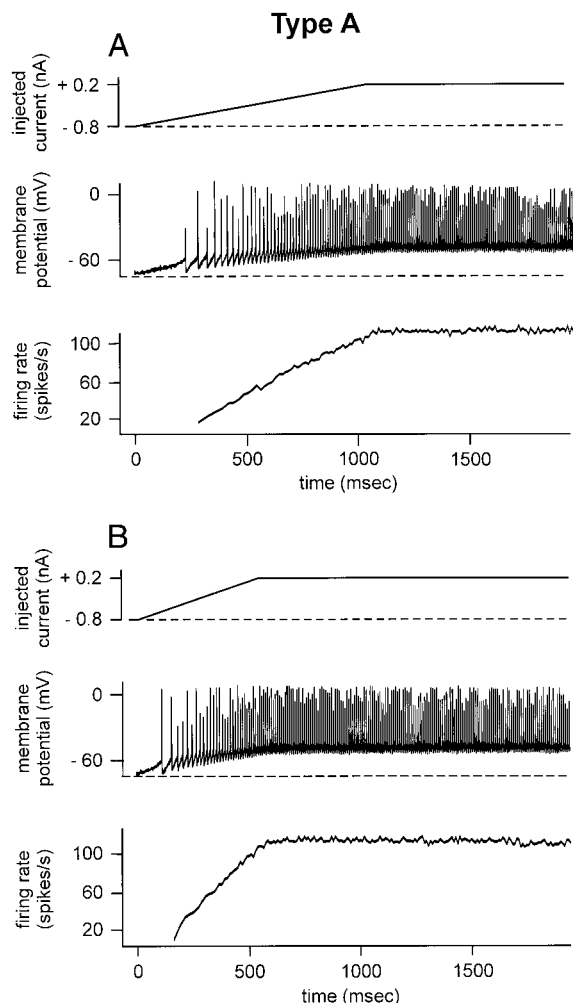 Type A
A
injected
current (nA)
+ 0.2
- 0.8
membrane
potential (mV)
0
- 60
firing rate
(spikes/s)
100
60
20
0
500
1000
1500
time (msec)
B
injected
current (nA)
+ 0.2
- 0.8
membrane
potential (mV)
0
- 60
firing rate
(spikes/s)
100
60
20
0
500
1000
1500
time (msec)